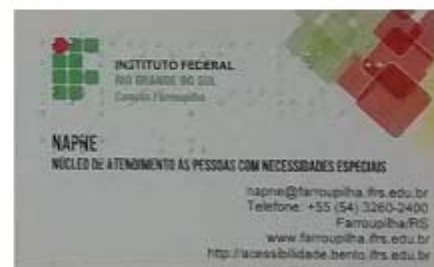 INSTITUTO FEDERAL
RIO GRANDE DO SUL
Campus Farroupilha
NAPNE
NÚCLEO DE ATENDIMENTO ÀS PESSOAS COM NECESSIDADES ESPECIAIS
napne@farroupilha.ifrs.edu.br
Telefone: +55 (54) 3260-2400
Farroupilha/RS
www.farroupilha.ifrs.edu.br
http://acessibilidade.bento.ifrs.edu.br